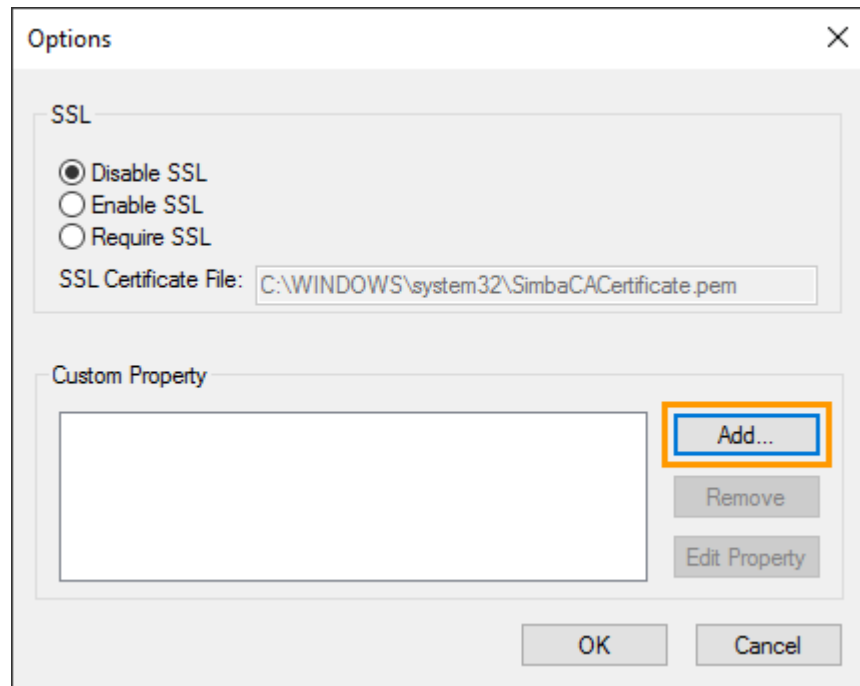 Options
SSL
Disable SSL
Enable SSL
Require SSL
SSL Certificate File: C:\WINDOWS\system32\SimbaCACertificate.pem
Custom Property
Add...
Remove
Edit Property
OK Cancel